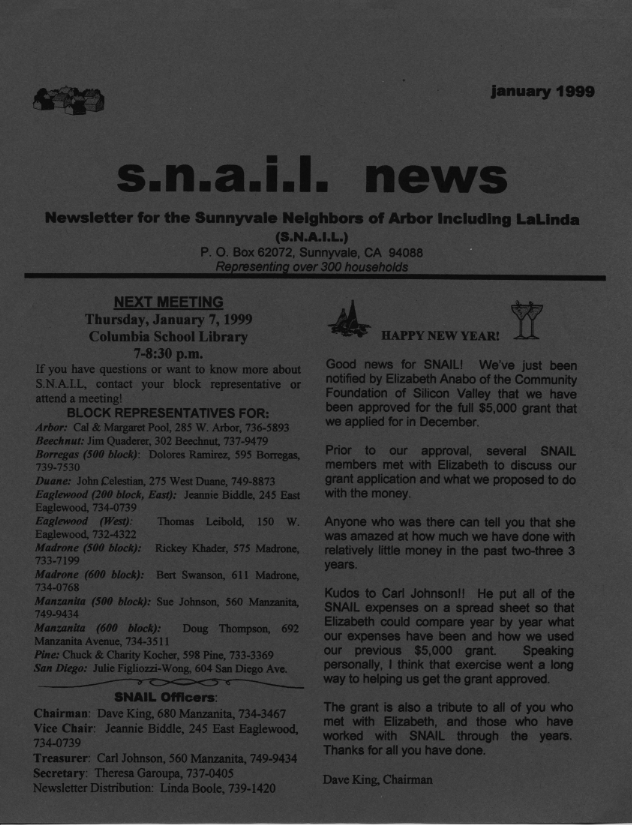 january 1999
s.n.a.i.l. news
Newsletter for the Sunnyvale Neighbors of Arbor Including LaLinda
(S.N.A.I.L.)
P. O. Box 62072, Sunnyvale, CA 94088
Representing over 300 households
NEXT MEETING
Thursday, January 7, 1999
Columbia School Library
7-8:30 p.m.
If you have questions or want to know more about
S.N.A.I.L, contact your block representative or
attend a meeting!
BLOCK REPRESENTATIVES FOR:
Arbor: Cal & Margaret Pool, 285 W. Arbor, 736-5893
Beechnut: Jim Quaderer, 302 Beechnut, 737-9479
Borregas (500 block): Dolores Ramirez, 595 Borregas,
739-7530
Duane: John Celestian, 275 West Duane, 749-8873
Eaglewood (200 block, East): Jeannie Biddle, 245 East
Eaglewood, 734-0739
Eaglewood (West): Thomas Leibold, 150 W.
Eaglewood, 732-4322
Madrone (500 block): Rickey Khader, 575 Madrone,
733-7199
Madrone (600 block): Bert Swanson, 611 Madrone,
734-0768
Manzanita (500 block): Sue Johnson, 560 Manzanita,
749-9434
Manzanita (600 block): Doug Thompson, 692
Manzanita Avenue, 734-3511
Pine: Chuck & Charity Kocher, 598 Pine, 733-3369
San Diego: Julie Figliozzi-Wong, 604 San Diego Ave.
SNAIL Officers:
Chairman: Dave King, 680 Manzanita, 734-3467
Vice Chair: Jeannie Biddle, 245 East Eaglewood,
734-0739
Treasurer: Carl Johnson, 560 Manzanita, 749-9434
Secretary: Theresa Garoupa, 737-0405
Newsletter Distribution: Linda Boole, 739-1420
HAPPY NEW YEAR!
Good news for SNAIL! We've just been
notified by Elizabeth Anabo of the Community
Foundation of Silicon Valley that we have
been approved for the full $5,000 grant that
we applied for in December.
Prior to our approval, several SNAIL
members met with Elizabeth to discuss our
grant application and what we proposed to do
with the money.
Anyone who was there can tell you that she
was amazed at how much we have done with
relatively little money in the past two-three 3
years.
Kudos to Carl Johnson!! He put all of the
SNAIL expenses on a spread sheet so that
Elizabeth could compare year by year what
our expenses have been and how we used
our previous $5,000 grant. Speaking
personally, I think that exercise went a long
way to helping us get the grant approved.
The grant is also a tribute to all of you who
met with Elizabeth, and those who have
worked with SNAIL through the years.
Thanks for all you have done.
Dave King, Chairman